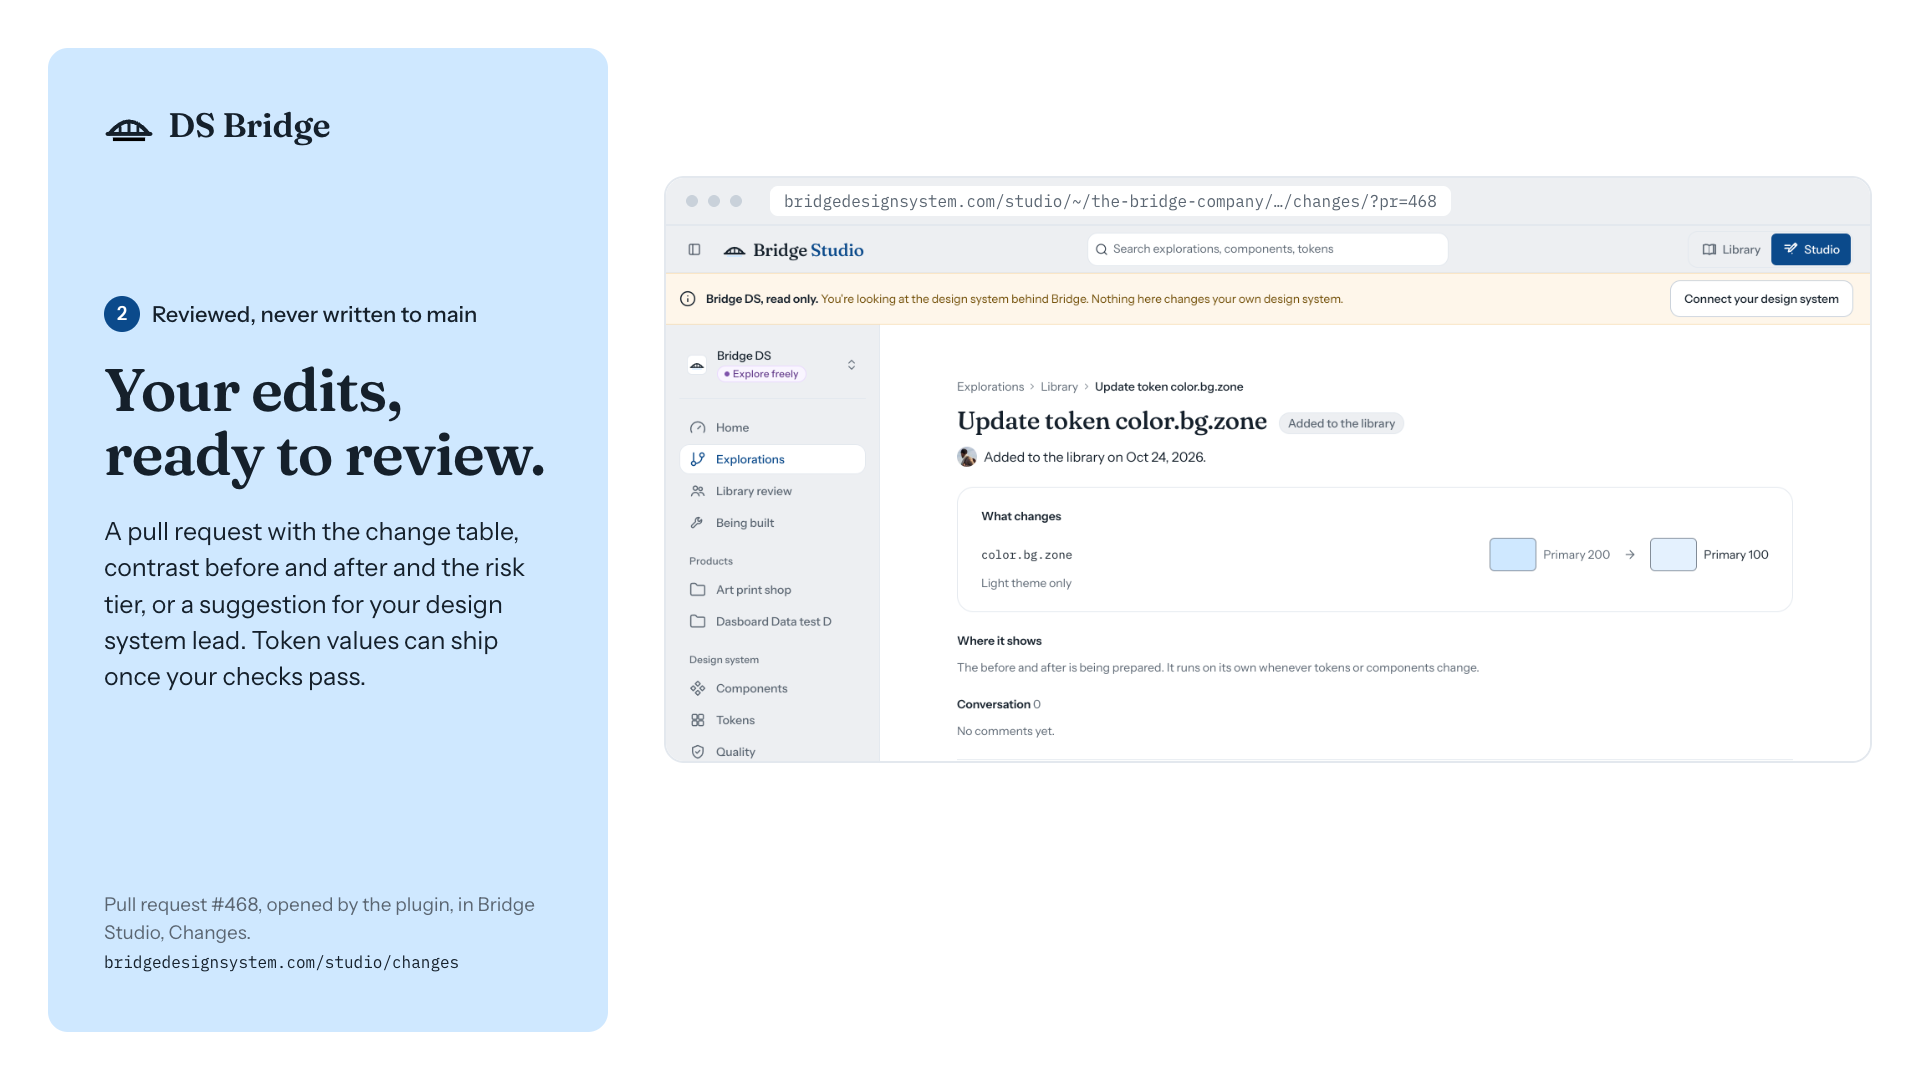 DS Bridge
2 Reviewed, never written to main
Your edits,
ready to review.
A pull request with the change table,
contrast before and after and the risk
tier, or a suggestion for your design
system lead. Token values can ship
once your checks pass.
Pull request #468, opened by the plugin, in Bridge
Studio, Changes.
bridgedesignsystem.com/studio/changes
bridgedesignsystem.com/studio/~/the-bridge-company/…/changes/?pr=468
Bridge Studio
Search explorations, components, tokens
Library
Studio
Bridge DS, read only. You're looking at the design system behind Bridge. Nothing here changes your own design system.
Connect your design system
Bridge DS
Explore freely
Home
Explorations
Library review
Being built
Products
Art print shop
Dasboard Data test D
Design system
Components
Tokens
Quality
Explorations > Library > Update token color.bg.zone
Update token color.bg.zone
Added to the library
Added to the library on Oct 24, 2026.
What changes
color.bg.zone
Primary 200 → Primary 100
Light theme only
Where it shows
The before and after is being prepared. It runs on its own whenever tokens or components change.
Conversation 0
No comments yet.